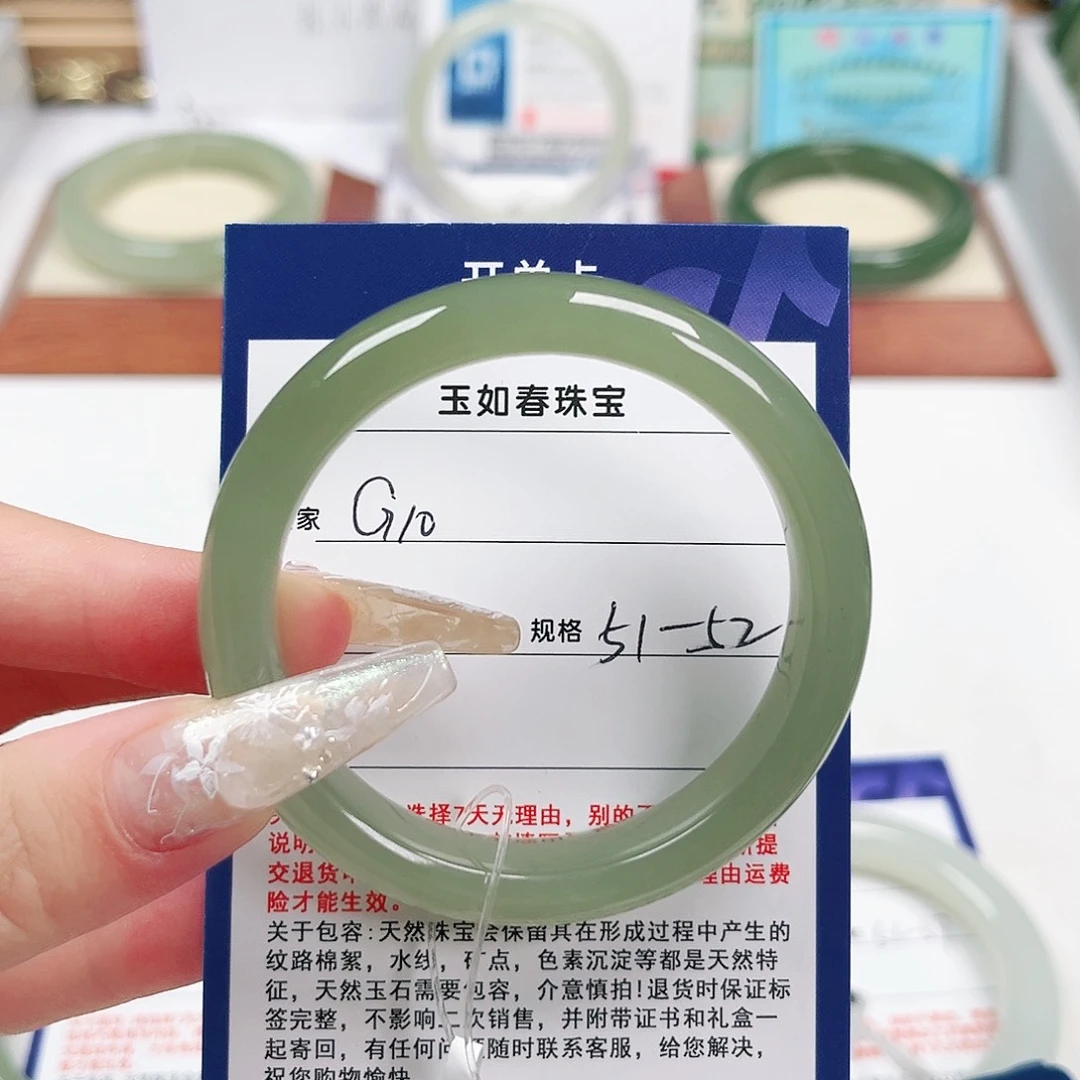 玉如春珠宝
家 G10
规格 51-52
选择7天无理由，别的
说明
交退货 理由运费
险才能生效。
关于包容:天然珠宝会保留其在形成过程中产生的
纹路棉絮，水线，矿点，色素沉淀等都是天然特
征，天然玉石需要包容，介意慎拍!退货时保证标
签完整，不影响二次销售，并附带证书和礼盒一
起寄回，有任何问题随时联系客服，给您解决，
祝您购物愉快